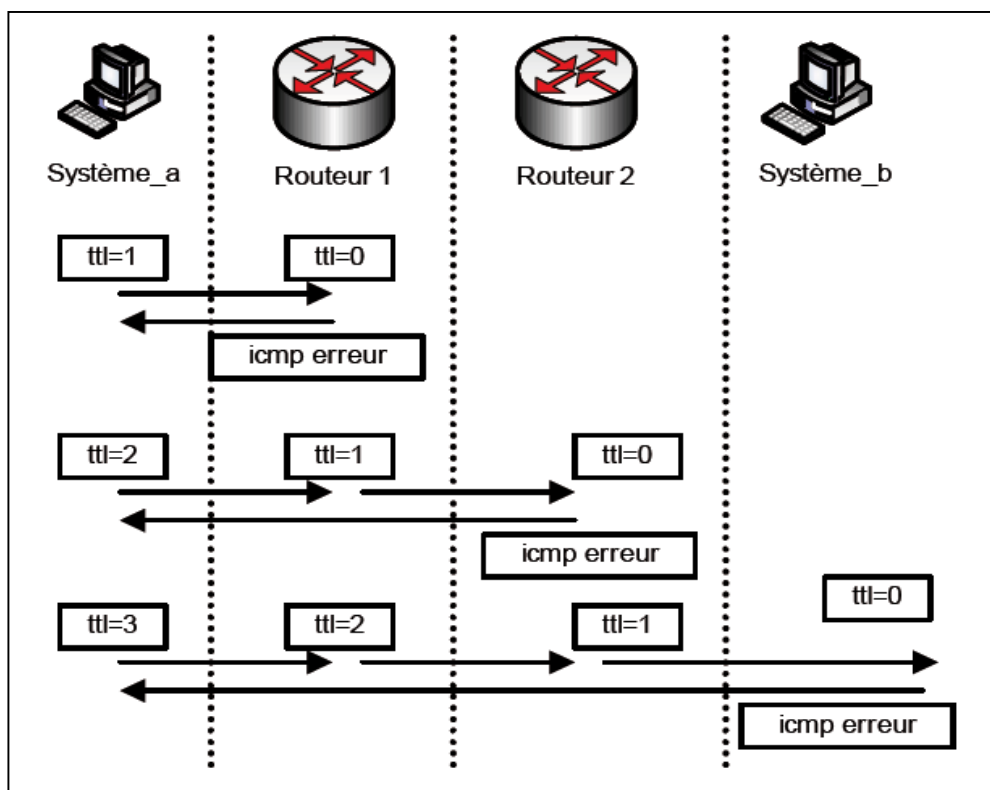 Système_a
Routeur 1
Routeur 2
Système_b
ttl=1
ttl=0
icmp erreur
ttl=2
ttl=1
ttl=0
icmp erreur
ttl=0
ttl=3
ttl=2
ttl=1
icmp erreur